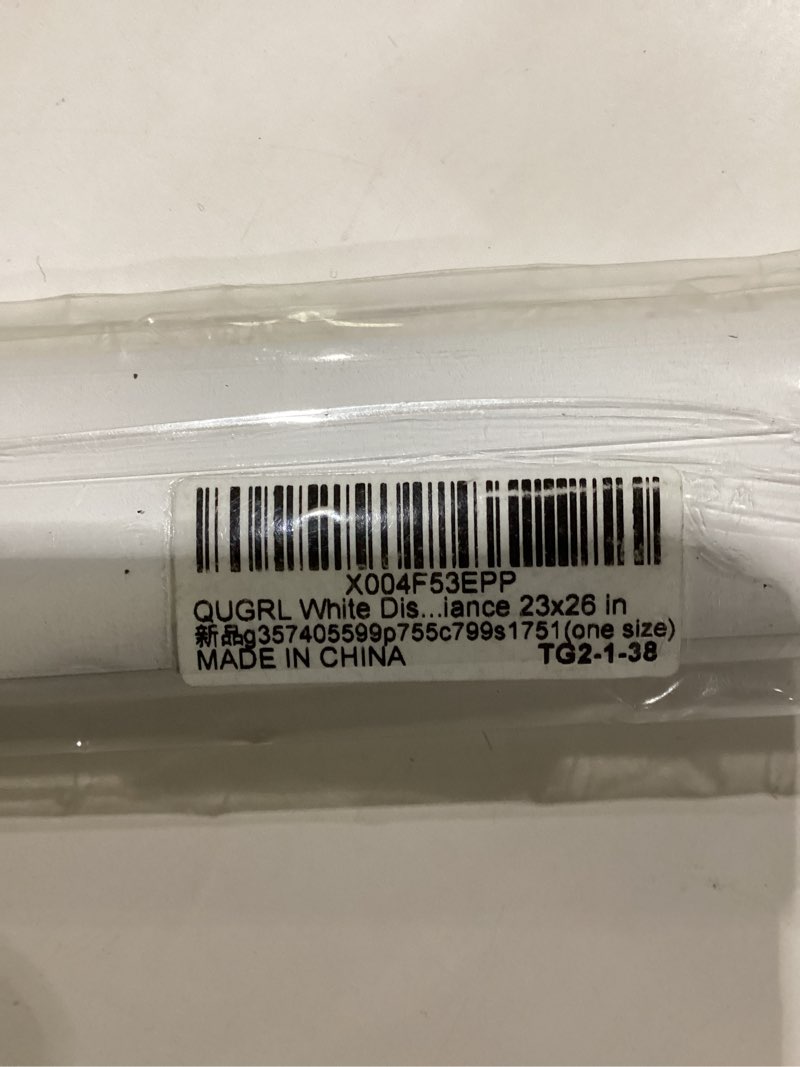 X004F53EPP
QUGRL White Dis...iance 23x26 in
新品g357405599p755c799s1751(one size)
MADE IN CHINA TG2-1-38